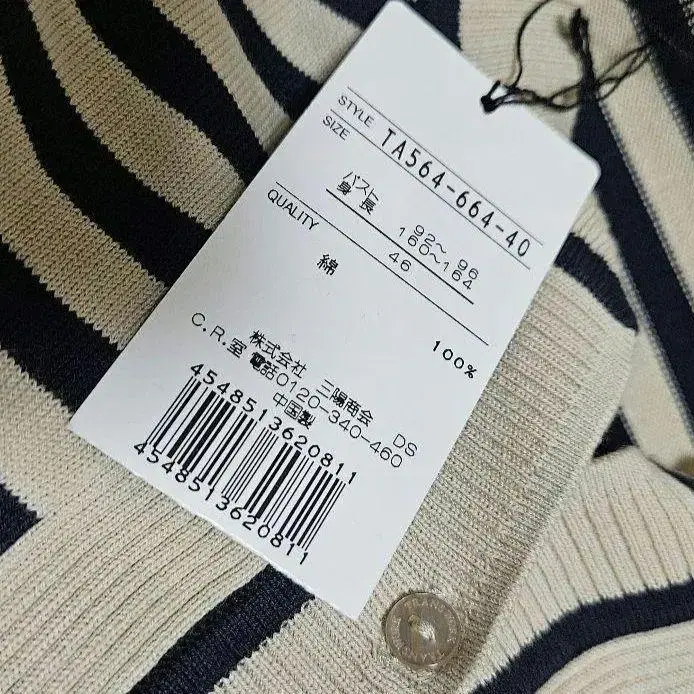 STYLE TA564-664-40
SIZE
バスト 92~ 96
身長 160~164
46
QUALITY
綿 100%
株式会社 三陽商会 DS
C.R.室 電話0120-340-460
中国製
4548513620811
4548513620811